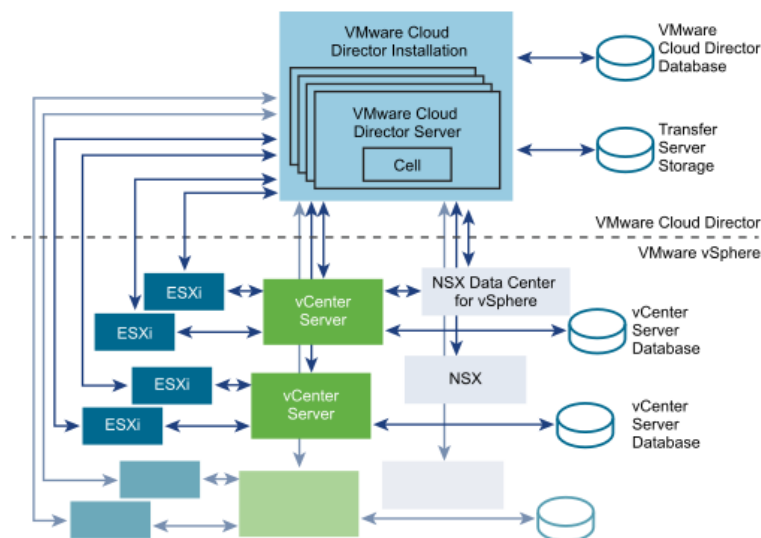 VMware Cloud
Director Installation
VMware Cloud
Director Server
Cell
VMware
Cloud Director
Database
Transfer
Server
Storage
VMware Cloud Director
VMware vSphere
ESXi
vCenter
Server
NSX Data Center
for vSphere
ESXi
vCenter
Server
Database
ESXi
vCenter
Server
NSX
ESXi
vCenter
Server
Database